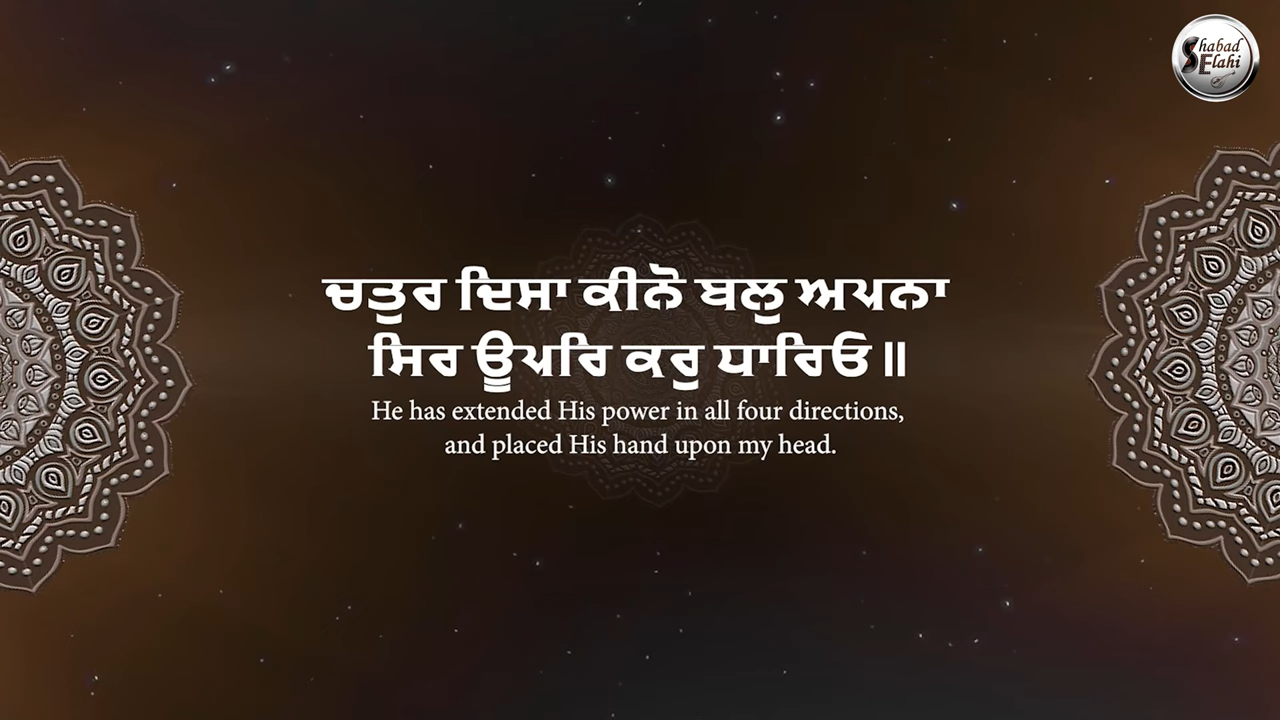 Shabad
Elahi
ਚਤੁਰ ਦਿਸਾ ਕੀਨੋ ਬਲੁ ਅਪਨਾ
ਸਿਰ ਊਪਰਿ ਕਰੁ ਧਾਰਿਓ ॥
He has extended His power in all four directions,
and placed His hand upon my head.